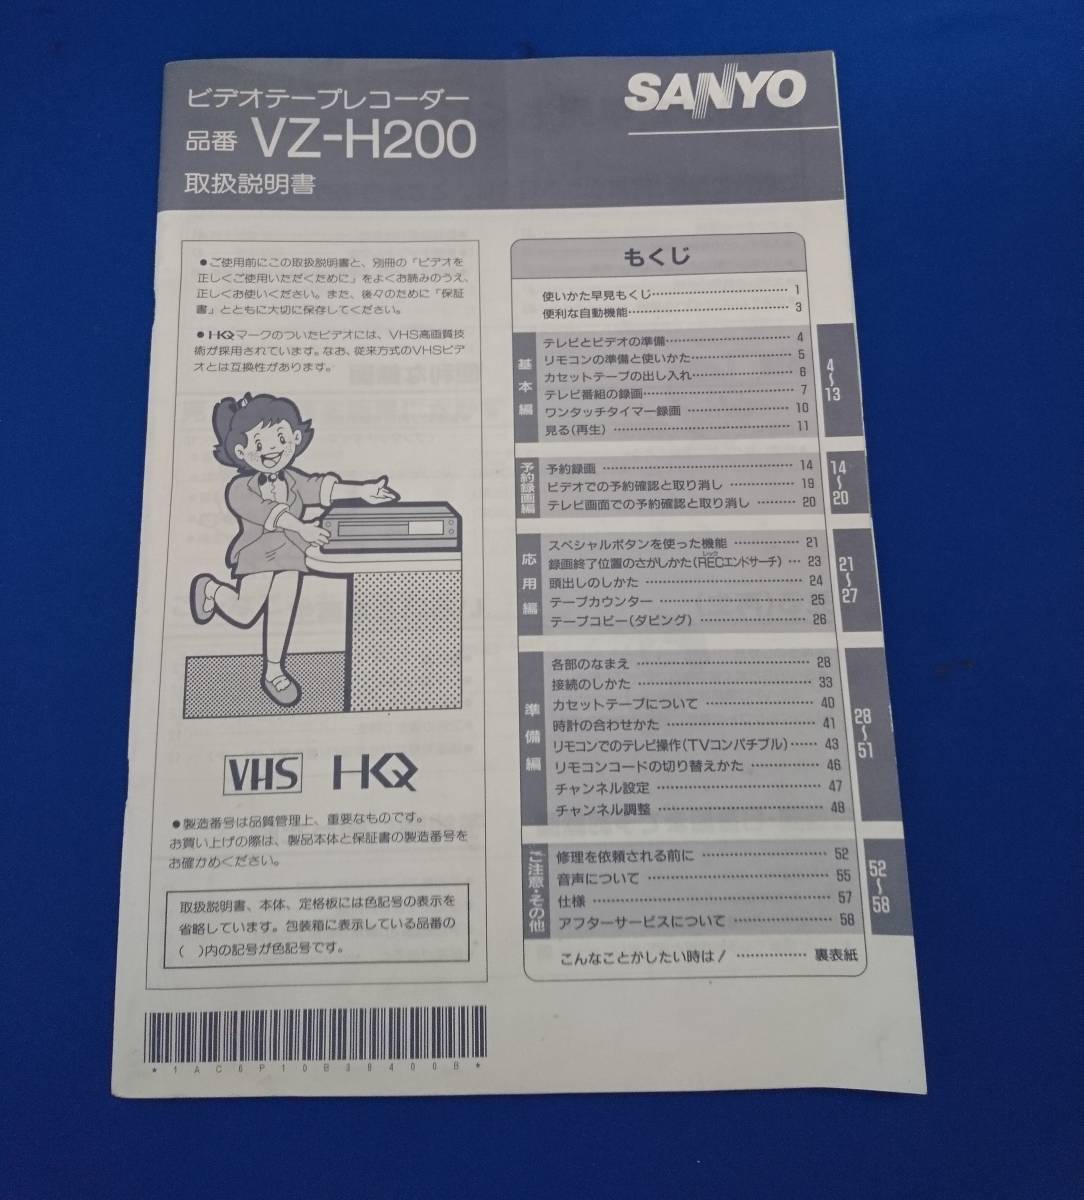 ビデオテープレコーダー
品番 VZ-H200
取扱説明書
SANYO
●ご使用前にこの取扱説明書と、別冊の「ビデオを
正しくご使用いただくために」をよくお読みのうえ、
正しくお使いください。また、後々のために「保証
書」とともに大切に保存してください。
●HQマークのついたビデオには、VHS高画質技
術が採用されています。なお、従来方式のVHSビデ
オとは互換性があります。
VHS HQ
●製造番号は品質管理上、重要なものです。
お買い上げの際は、製品本体と保証書の製造番号を
お確かめください。
取扱説明書、本体、定格板には色記号の表示を
省略しています。包装箱に表示している品番の
( )内の記号が色記号です。
*1AC6P10B38400B*
もくじ
使いかた早見もくじ 1
便利な自動機能 3
基本編
テレビとビデオの準備 4
リモコンの準備と使いかた 5
カセットテープの出し入れ 6
テレビ番組の録画 7
ワンタッチタイマー録画 10
見る(再生) 11
4〜13
予約録画編
予約録画 14
ビデオでの予約確認と取り消し 19
テレビ画面での予約確認と取り消し 20
14〜20
応用編
スペシャルボタンを使った機能 21
レック
録画終了位置のさがしかた(RECエンドサーチ) 23
頭出しのしかた 24
テープカウンター 25
テープコピー(ダビング) 26
21〜27
準備編
各部のなまえ 28
接続のしかた 33
カセットテープについて 40
時計の合わせかた 41
リモコンでのテレビ操作(TVコンパチブル) 43
リモコンコードの切り替えかた 46
チャンネル設定 47
チャンネル調整 48
28〜51
ご注意・その他
修理を依頼される前に 52
音声について 55
仕様 57
アフターサービスについて 58
52〜58
こんなことがしたい時は! 裏表紙